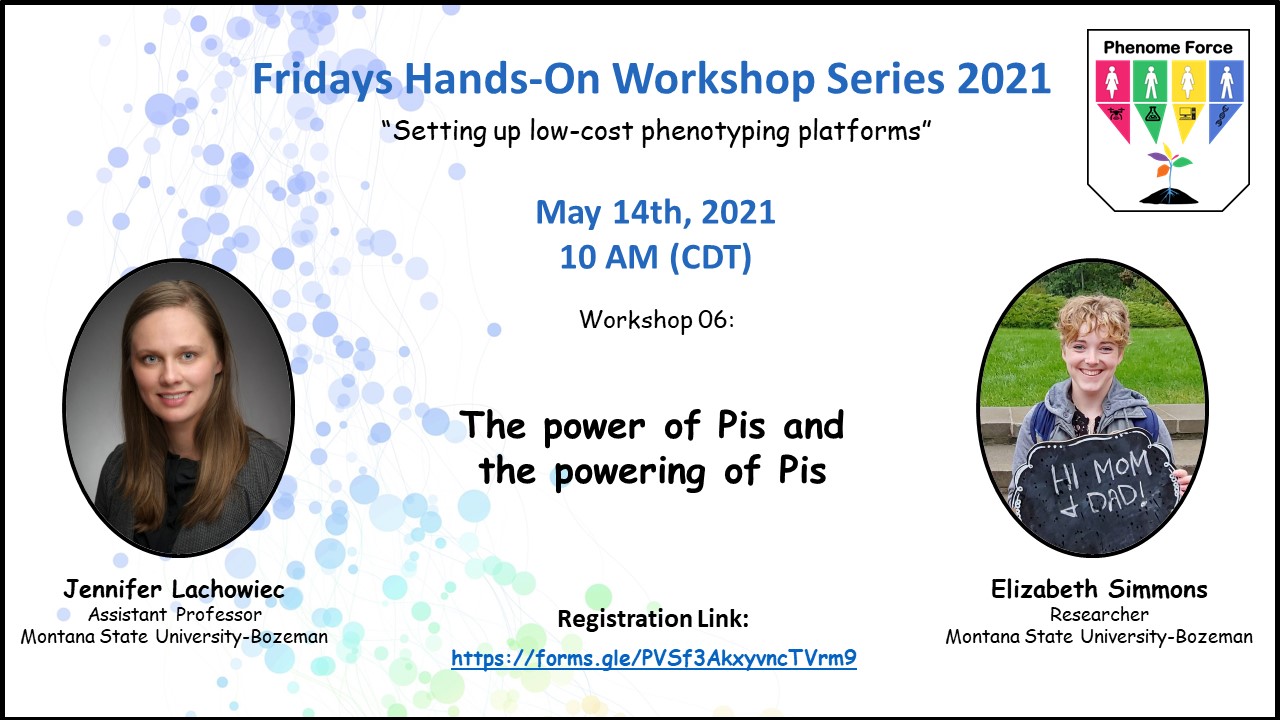 Fridays Hands-On Workshop Series 2021
“Setting up low-cost phenotyping platforms”
Phenome Force
May 14th, 2021
10 AM (CDT)
Workshop 06:
The power of Pis and
the powering of Pis
HI MOM
& DAD!
Jennifer Lachowiec
Assistant Professor
Montana State University-Bozeman
Elizabeth Simmons
Researcher
Montana State University-Bozeman
Registration Link:
https://forms.gle/PVSf3AkxyvncTVrm9